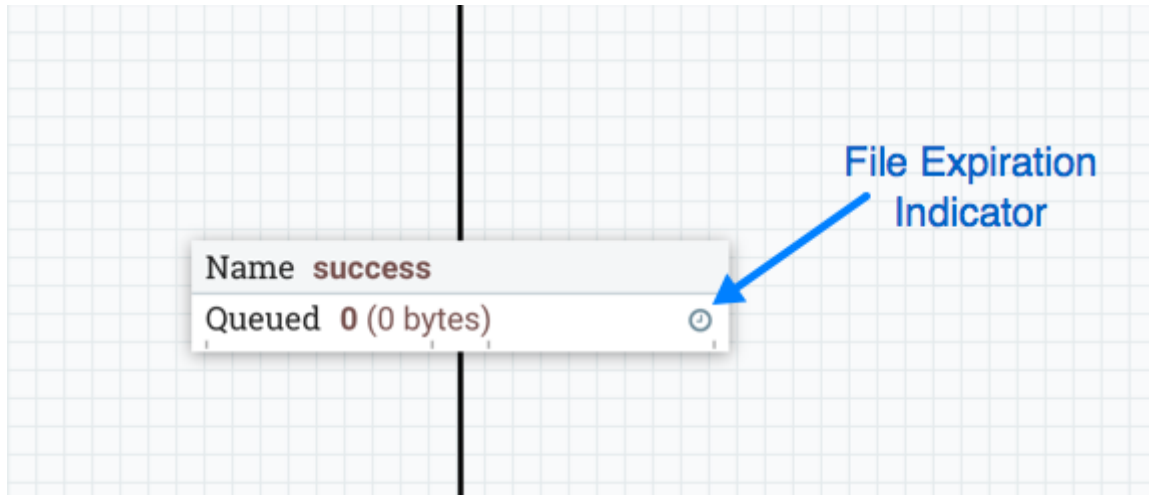 File Expiration
Indicator
Name success
Queued 0 (0 bytes)